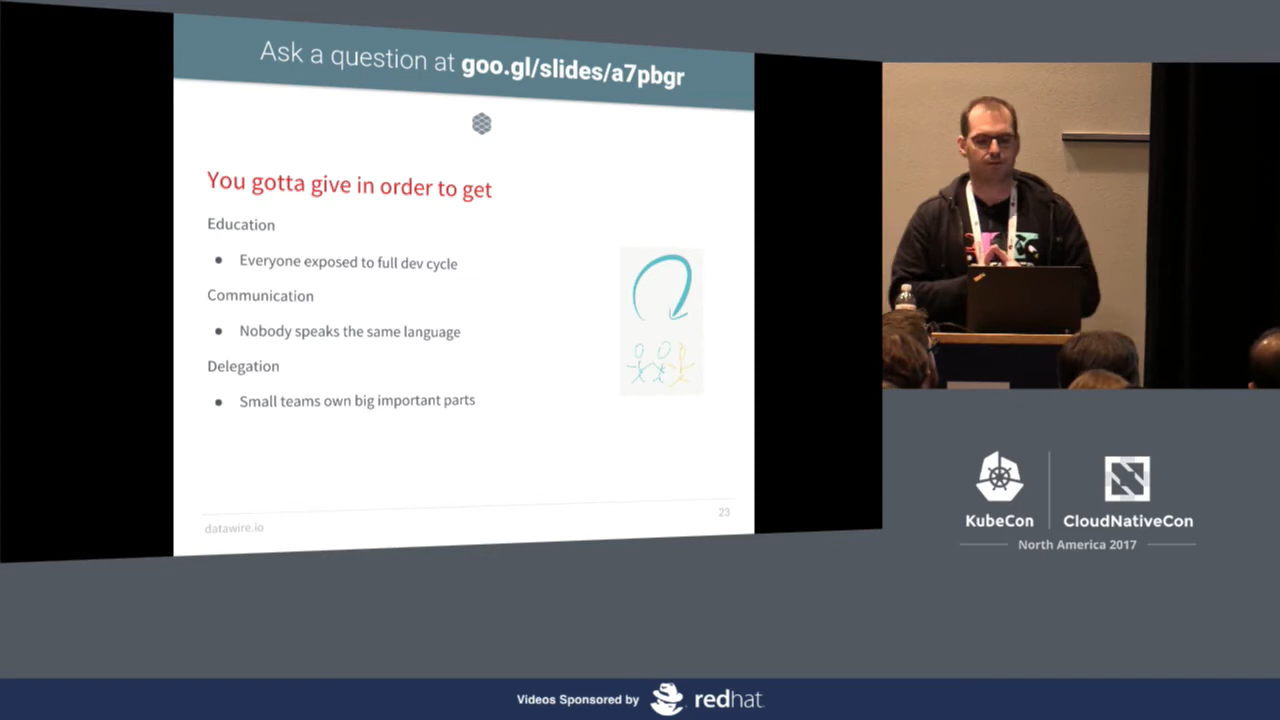 Ask a question at goo.gl/slides/a7pbgr
You gotta give in order to get
Education
● Everyone exposed to full dev cycle
Communication
● Nobody speaks the same language
Delegation
● Small teams own big important parts
datawire.io
23
KubeCon
CloudNativeCon
North America 2017
Videos Sponsored by
redhat